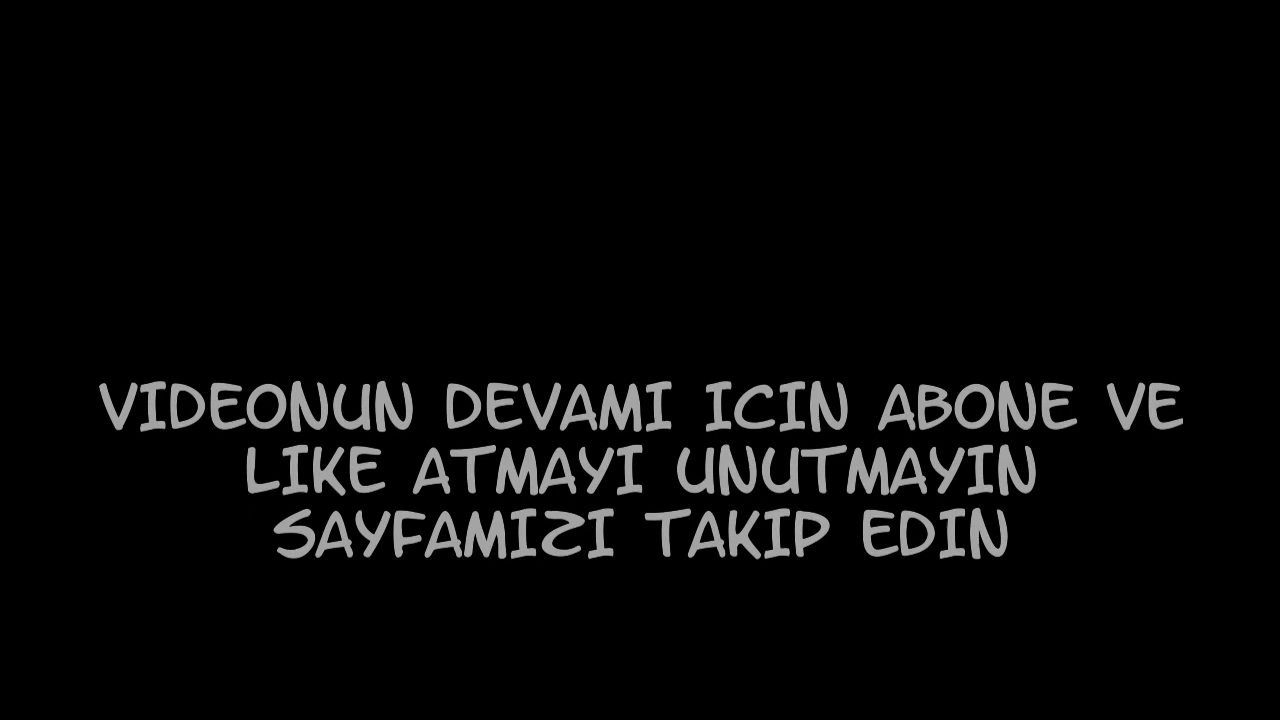 VIDEONUN DEVAMI ICIN ABONE VE
LIKE ATMAYI UNUTMAYIN
SAYFAMIZI TAKIP EDIN